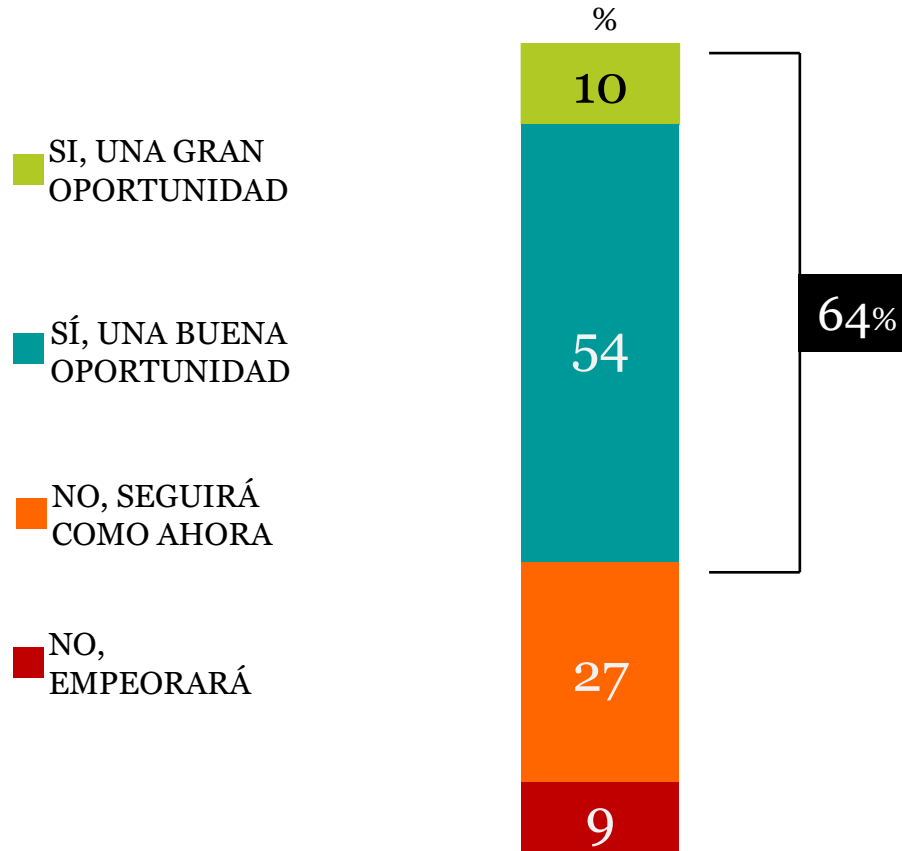 %
10
SI, UNA GRAN
OPORTUNIDAD
SÍ, UNA BUENA
OPORTUNIDAD
54
64%
NO, SEGUIRÁ
COMO AHORA
NO,
EMPEORARÁ
27
9